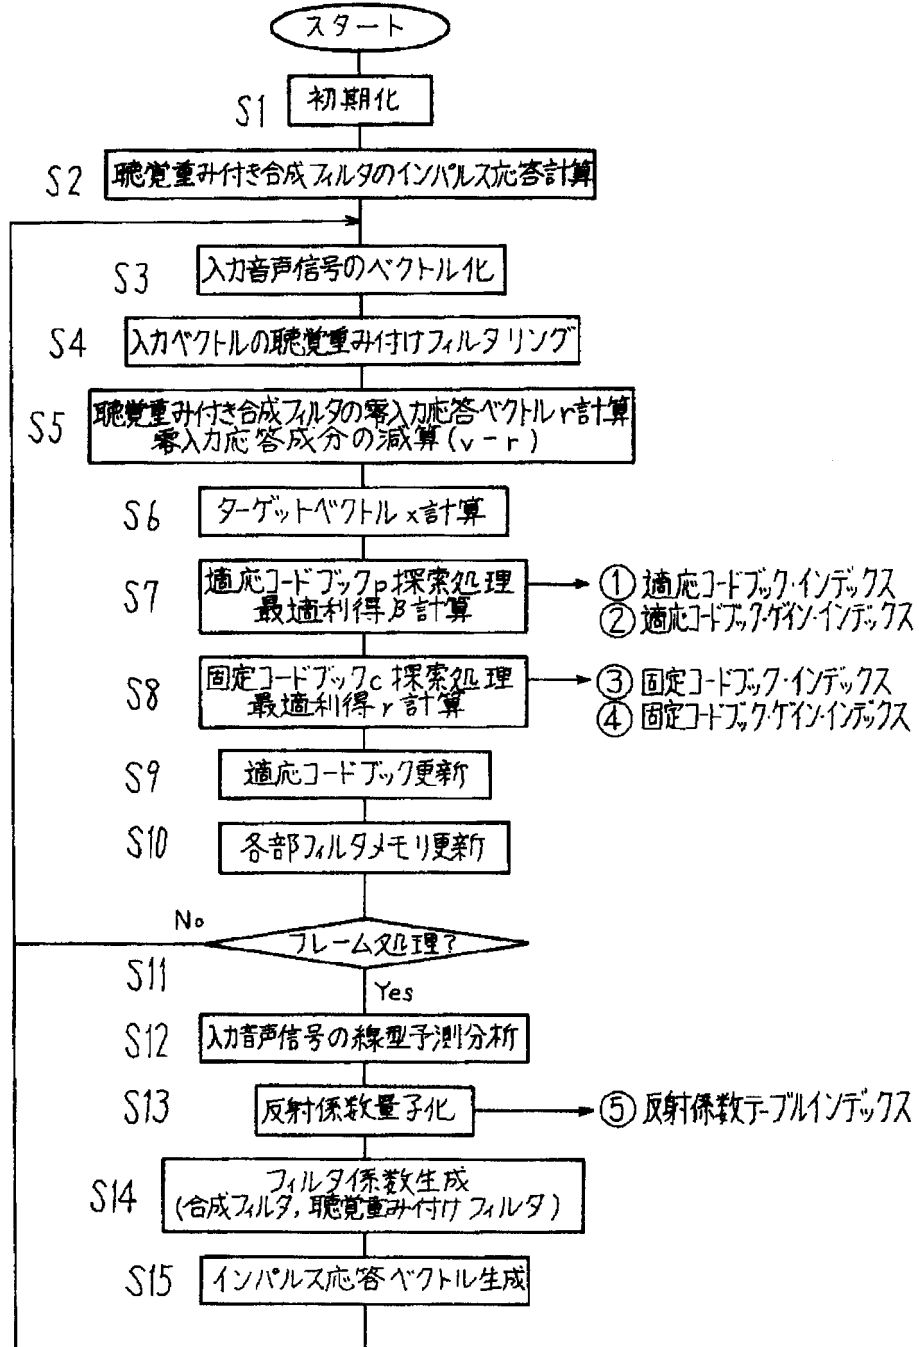 スタート
S1 初期化
S2 聴覚重み付き合成フィルタのインパルス応答計算
S3 入力音声信号のベクトル化
S4 入力ベクトルの聴覚重み付けフィルタリング
S5 聴覚重み付き合成フィルタの零入力応答ベクトルr計算
零入力応答成分の減算(v-r)
S6 ターゲットベクトルx計算
S7 適応コードブックp探索処理 ① 適応コードブック・インデックス
最適利得β計算 ② 適応コードブック・ゲイン・インデックス
S8 固定コードブックc探索処理 ③ 固定コードブック・インデックス
最適利得r計算 ④ 固定コードブック・ゲイン・インデックス
S9 適応コードブック更新
S10 各部フィルタメモリ更新
No
フレーム処理?
S11
Yes
S12 入力音声信号の線型予測分析
S13 反射係数量子化 ⑤ 反射係数テーブルインデックス
S14 フィルタ係数生成
(合成フィルタ,聴覚重み付けフィルタ)
S15 インパルス応答ベクトル生成